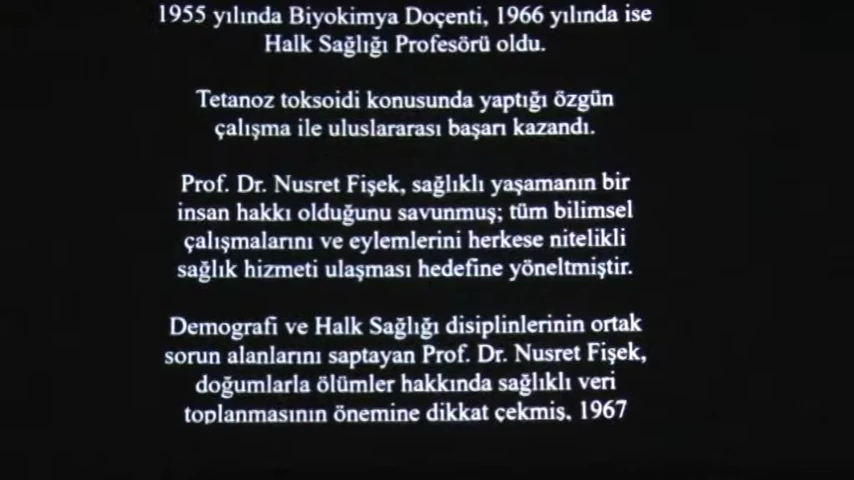 1955 yılında Biyokimya Doçenti, 1966 yılında ise
Halk Sağlığı Profesörü oldu.
Tetanoz toksoidi konusunda yaptığı özgün
çalışma ile uluslararası başarı kazandı.
Prof. Dr. Nusret Fişek, sağlıklı yaşamanın bir
insan hakkı olduğunu savunmuş; tüm bilimsel
çalışmalarını ve eylemlerini herkese nitelikli
sağlık hizmeti ulaşması hedefine yöneltmiştir.
Demografi ve Halk Sağlığı disiplinlerinin ortak
sorun alanlarını saptayan Prof. Dr. Nusret Fişek,
doğumlarla ölümler hakkında sağlıklı veri
toplanmasının önemine dikkat çekmiş. 1967